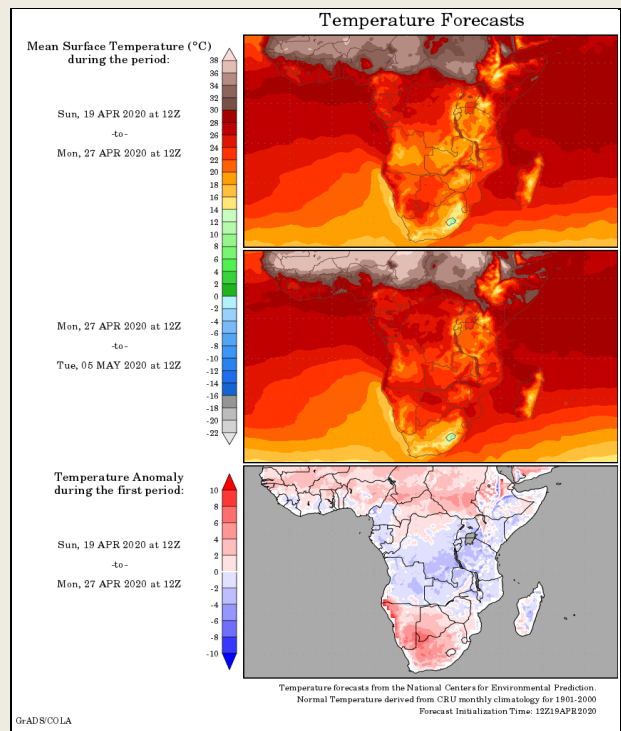 Temperature Forecasts
Mean Surface Temperature (°C)
during the period:
Sun, 19 APR 2020 at 12Z
-to-
Mon, 27 APR 2020 at 12Z
38
36
34
32
30
28
26
24
22
20
18
16
14
12
10
8
6
4
2
0
-2
-4
-6
-8
-10
-12
-14
-16
-18
-20
-22
Mon, 27 APR 2020 at 12Z
-to-
Tue, 05 MAY 2020 at 12Z
Temperature Anomaly
during the first period:
Sun, 19 APR 2020 at 12Z
-to-
Mon, 27 APR 2020 at 12Z
10
8
6
4
2
0
-2
-4
-6
-8
-10
Temperature forecasts from the National Centers for Environmental Prediction.
Normal Temperature derived from CRU monthly climatology for 1901-2000
Forecast Initialization Time: 12Z19APR2020
GrADS/COLA